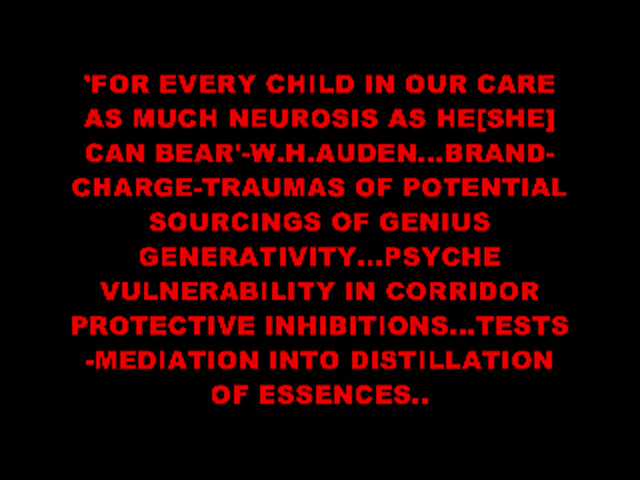 'FOR EVERY CHILD IN OUR CARE
AS MUCH NEUROSIS AS HE[SHE]
CAN BEAR'-W.H.AUDEN...BRAND-
CHARGE-TRAUMAS OF POTENTIAL
SOURCINGS OF GENIUS
GENERATIVITY...PSYCHE
VULNERABILITY IN CORRIDOR
PROTECTIVE INHIBITIONS...TESTS
-MEDIATION INTO DISTILLATION
OF ESSENCES..